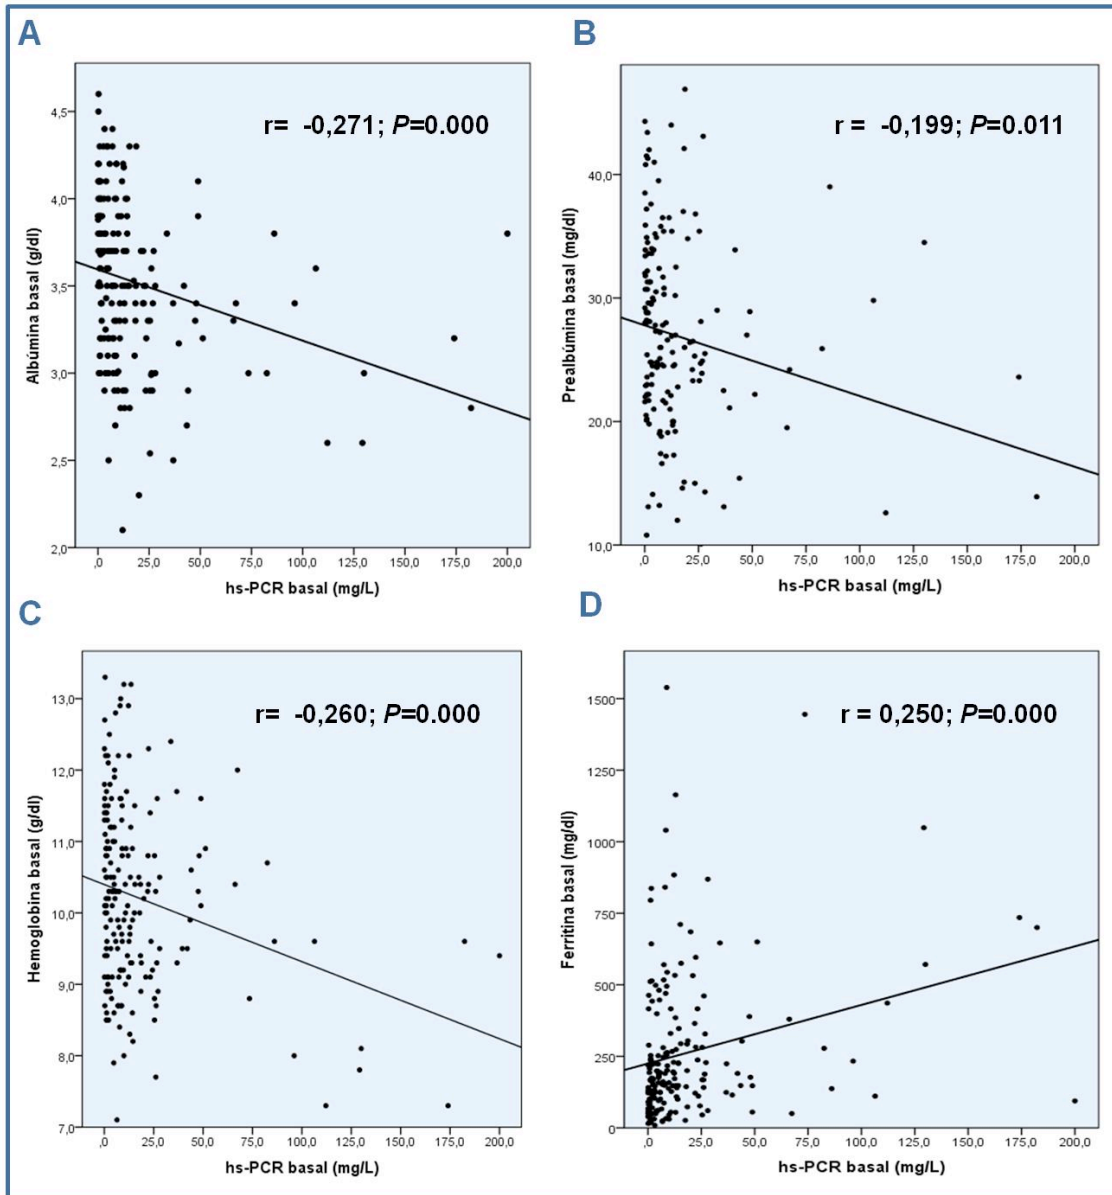 A
r= -0,271; P=0.000
Albúmina basal (g/dl)
4,5
4,0
3,5
3,0
2,5
2,0
,0 25,0 50,0 75,0 100,0 125,0 150,0 175,0 200,0
hs-PCR basal (mg/L)
B
r = -0,199; P=0.011
Prealbúmina basal (mg/dl)
40,0
30,0
20,0
10,0
,0 25,0 50,0 75,0 100,0 125,0 150,0 175,0 200,0
hs-PCR basal (mg/L)
C
r= -0,260; P=0.000
Hemoglobina basal (g/dl)
13,0
12,0
11,0
10,0
9,0
8,0
7,0
,0 25,0 50,0 75,0 100,0 125,0 150,0 175,0 200,0
hs-PCR basal (mg/L)
D
r = 0,250; P=0.000
Ferritina basal (mg/dl)
1500
1250
1000
750
500
250
0
,0 25,0 50,0 75,0 100,0 125,0 150,0 175,0 200,0
hs-PCR basal (mg/L)